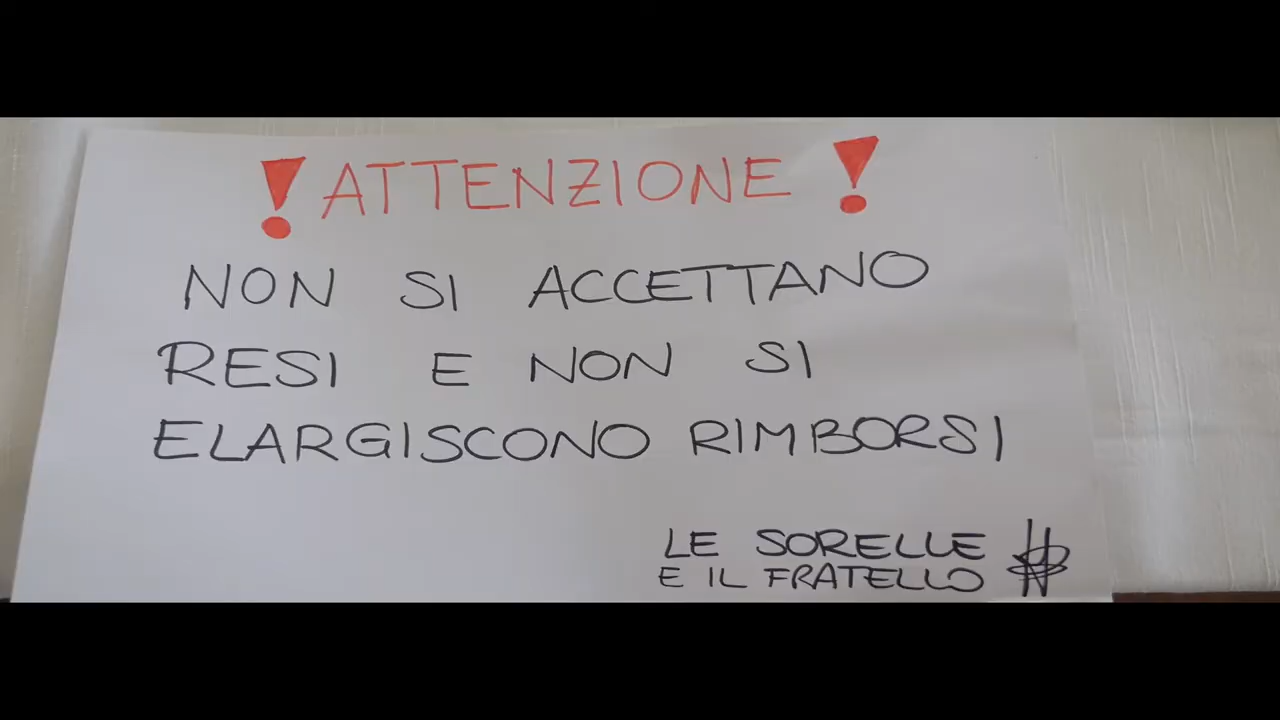 ! ATTENZIONE !
NON SI ACCETTANO
RESI E NON SI
ELARGISCONO RIMBORSI
LE SORELLE
E IL FRATELLO